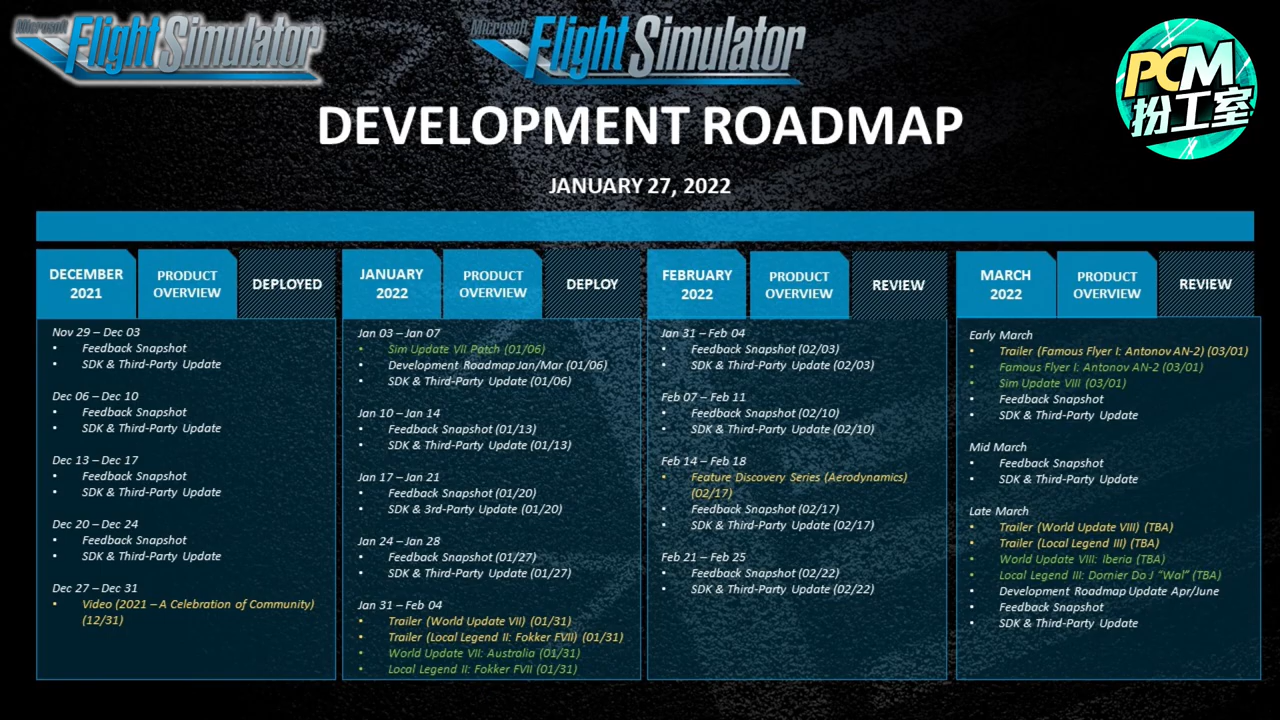 Microsoft
Flight Simulator
Microsoft
Flight Simulator
PCM
扮工室
DEVELOPMENT ROADMAP
JANUARY 27, 2022
DECEMBER
2021
PRODUCT
OVERVIEW
DEPLOYED
Nov 29 – Dec 03
• Feedback Snapshot
• SDK & Third-Party Update
Dec 06 – Dec 10
• Feedback Snapshot
• SDK & Third-Party Update
Dec 13 – Dec 17
• Feedback Snapshot
• SDK & Third-Party Update
Dec 20 – Dec 24
• Feedback Snapshot
• SDK & Third-Party Update
Dec 27 – Dec 31
• Video (2021 – A Celebration of Community)
(12/31)
JANUARY
2022
PRODUCT
OVERVIEW
DEPLOY
Jan 03 – Jan 07
• Sim Update VII Patch (01/06)
• Development Roadmap Jan/Mar (01/06)
• SDK & Third-Party Update (01/06)
Jan 10 – Jan 14
• Feedback Snapshot (01/13)
• SDK & Third-Party Update (01/13)
Jan 17 – Jan 21
• Feedback Snapshot (01/20)
• SDK & 3rd-Party Update (01/20)
Jan 24 – Jan 28
• Feedback Snapshot (01/27)
• SDK & Third-Party Update (01/27)
Jan 31 – Feb 04
• Trailer (World Update VII) (01/31)
• Trailer (Local Legend II: Fokker FVII) (01/31)
• World Update VII: Australia (01/31)
• Local Legend II: Fokker FVII (01/31)
FEBRUARY
2022
PRODUCT
OVERVIEW
REVIEW
Jan 31 – Feb 04
• Feedback Snapshot (02/03)
• SDK & Third-Party Update (02/03)
Feb 07 – Feb 11
• Feedback Snapshot (02/10)
• SDK & Third-Party Update (02/10)
Feb 14 – Feb 18
• Feature Discovery Series (Aerodynamics)
(02/17)
• Feedback Snapshot (02/17)
• SDK & Third-Party Update (02/17)
Feb 21 – Feb 25
• Feedback Snapshot (02/22)
• SDK & Third-Party Update (02/22)
MARCH
2022
PRODUCT
OVERVIEW
REVIEW
Early March
• Trailer (Famous Flyer I: Antonov AN-2) (03/01)
• Famous Flyer I: Antonov AN-2 (03/01)
• Sim Update VIII (03/01)
• Feedback Snapshot
• SDK & Third-Party Update
Mid March
• Feedback Snapshot
• SDK & Third-Party Update
Late March
• Trailer (World Update VIII) (TBA)
• Trailer (Local Legend III) (TBA)
• World Update VIII: Iberia (TBA)
• Local Legend III: Dornier Do J “Wal” (TBA)
• Development Roadmap Update Apr/June
• Feedback Snapshot
• SDK & Third-Party Update